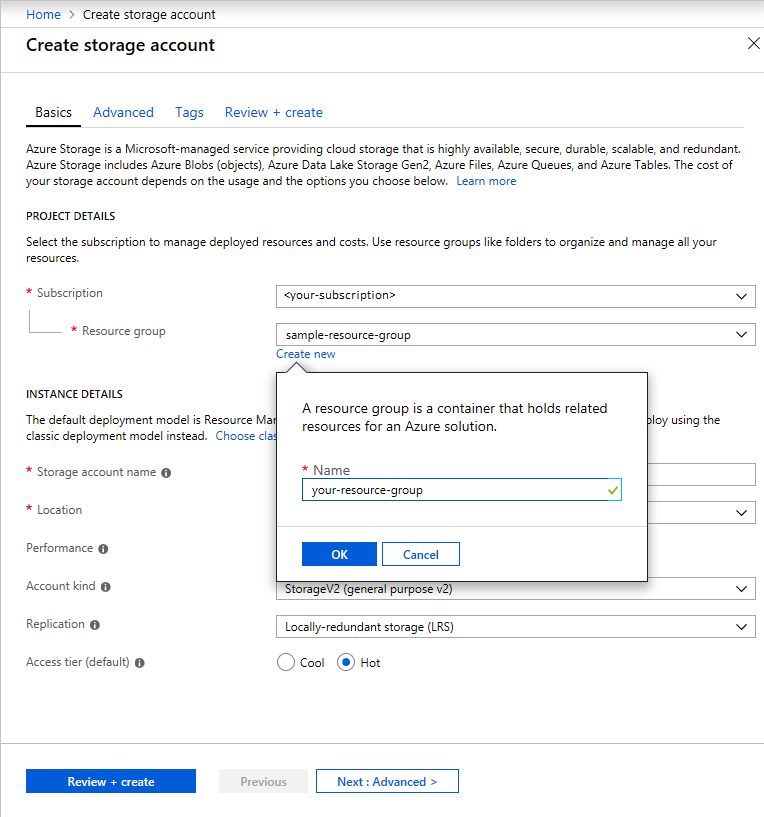 Home > Create storage account
Create storage account
Basics Advanced Tags Review + create
Azure Storage is a Microsoft-managed service providing cloud storage that is highly available, secure, durable, scalable, and redundant.
Azure Storage includes Azure Blobs (objects), Azure Data Lake Storage Gen2, Azure Files, Azure Queues, and Azure Tables. The cost of
your storage account depends on the usage and the options you choose below. Learn more
PROJECT DETAILS
Select the subscription to manage deployed resources and costs. Use resource groups like folders to organize and manage all your
resources.
* Subscription
<your-subscription>
* Resource group
sample-resource-group
Create new
A resource group is a container that holds related
resources for an Azure solution.
* Name
your-resource-group
OK Cancel
INSTANCE DETAILS
The default deployment model is Resource Ma
ploy using the
classic deployment model instead. Choose clas
* Storage account name
* Location
Performance
Account kind
StorageV2 (general purpose v2)
Replication
Locally-redundant storage (LRS)
Access tier (default)
Cool Hot
Review + create Previous Next : Advanced >